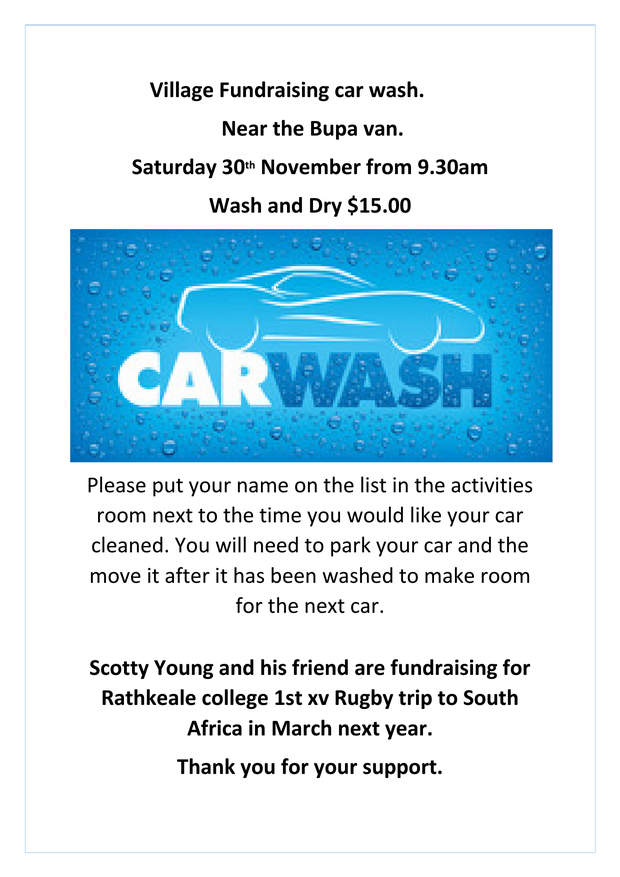 Village Fundraising car wash.
Near the Bupa van.
Saturday 30th November from 9.30am
Wash and Dry $15.00
CARWASH
Please put your name on the list in the activities
room next to the time you would like your car
cleaned. You will need to park your car and the
move it after it has been washed to make room
for the next car.
Scotty Young and his friend are fundraising for
Rathkeale college 1st xv Rugby trip to South
Africa in March next year.
Thank you for your support.